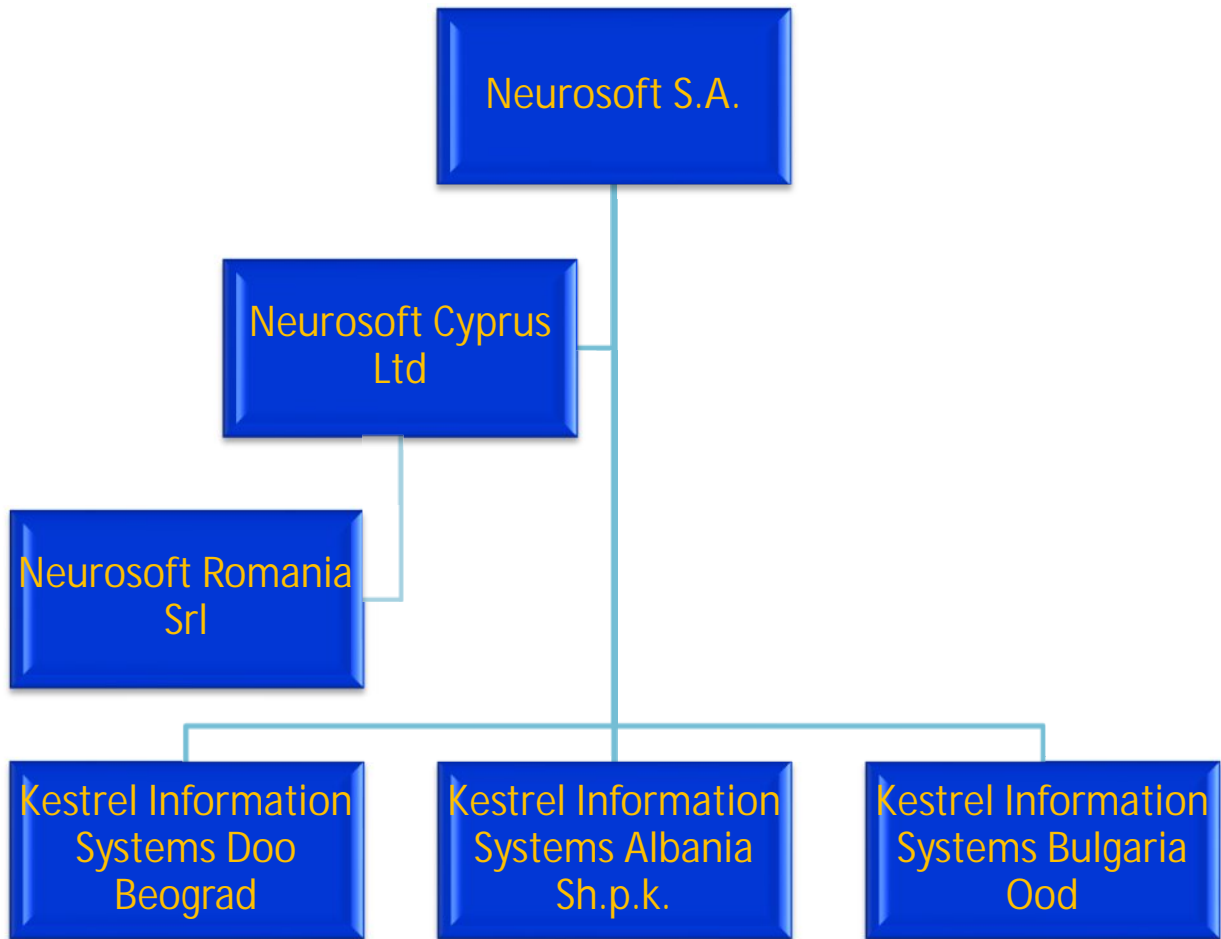 Neurosoft S.A.
Neurosoft Cyprus
Ltd
Neurosoft Romania
Srl
Kestrel Information
Systems Doo
Beograd
Kestrel Information
Systems Albania
Sh.p.k.
Kestrel Information
Systems Bulgaria
Ood